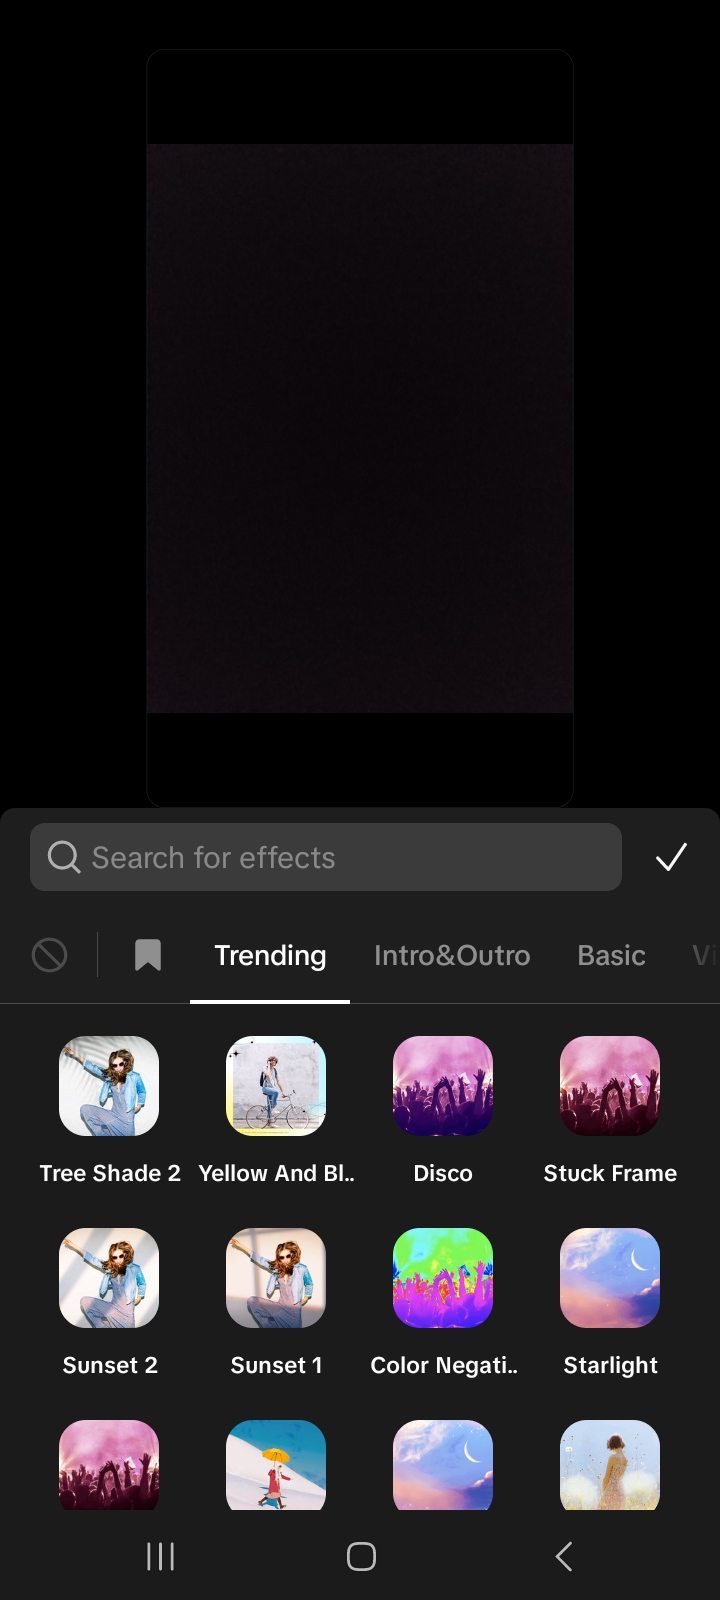 Search for effects
Trending Intro&Outro Basic Vi
Tree Shade 2 Yellow And Bl.. Disco Stuck Frame
Sunset 2 Sunset 1 Color Negati.. Starlight